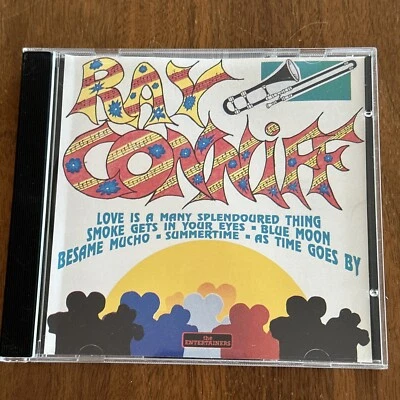 RAY
CONNIFF
LOVE IS A MANY SPLENDOURED THING
SMOKE GETS IN YOUR EYES • BLUE MOON
BESAME MUCHO • SUMMERTIME • AS TIME GOES BY
the
ENTERTAINERS